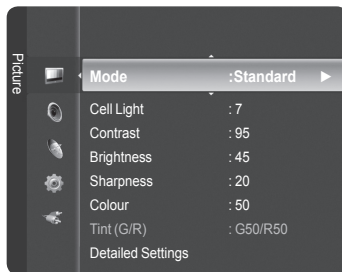 Picture
Mode :Standard ►
Cell Light : 7
Contrast : 95
Brightness : 45
Sharpness : 20
Colour : 50
Tint (G/R) : G50/R50
Detailed Settings